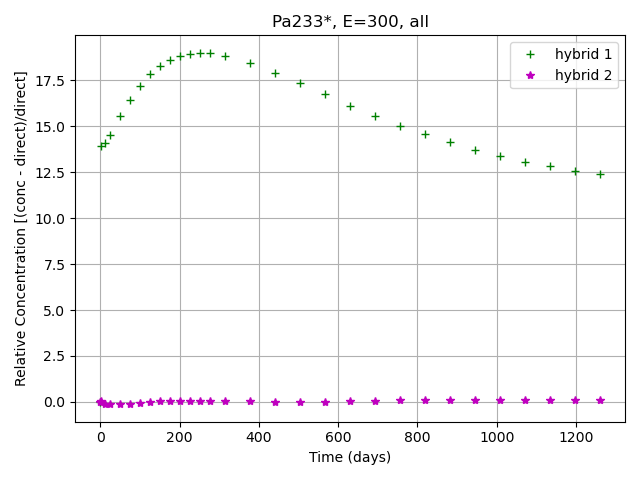 Pa233*, E=300, all
Relative Concentration [(conc - direct)/direct]
17.5
15.0
12.5
10.0
7.5
5.0
2.5
0.0
hybrid 1
hybrid 2
0 200 400 600 800 1000 1200
Time (days)